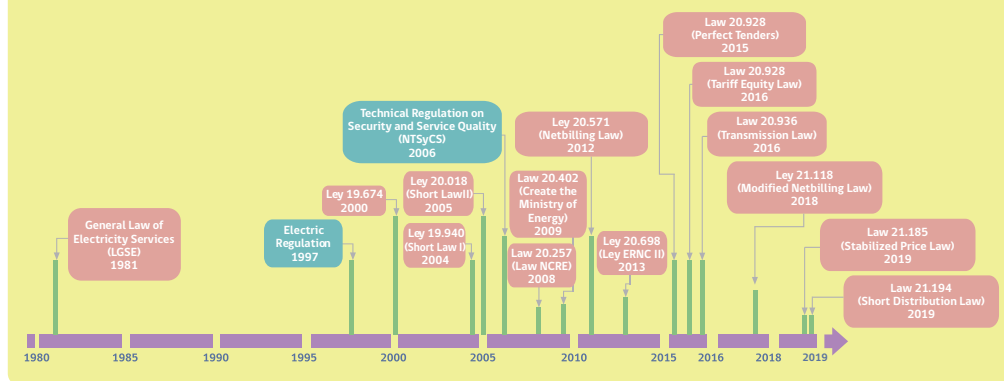 Law 20.928
(Perfect Tenders)
2015
Law 20.928
(Tariff Equity Law)
2016
Technical Regulation on
Security and Service Quality
(NTSyCS)
2006
Ley 20.571
(Netbilling Law)
2012
Law 20.936
(Transmission Law)
2016
Ley 21.118
(Modified Netbilling Law)
2018
Ley 19.674
2000
Ley 20.018
(Short LawII)
2005
Law 20.402
(Create the
Ministry of
Energy)
2009
General Law of
Electricity Services
(LGSE)
1981
Electric
Regulation
1997
Ley 19.940
(Short Law I)
2004
Law 20.257
(Law NCRE)
2008
Ley 20.698
(Ley ERNC II)
2013
Law 21.185
(Stabilized Price Law)
2019
Law 21.194
(Short Distribution Law)
2019
1980 1985 1990 1995 2000 2005 2010 2015 2016 2018 2019